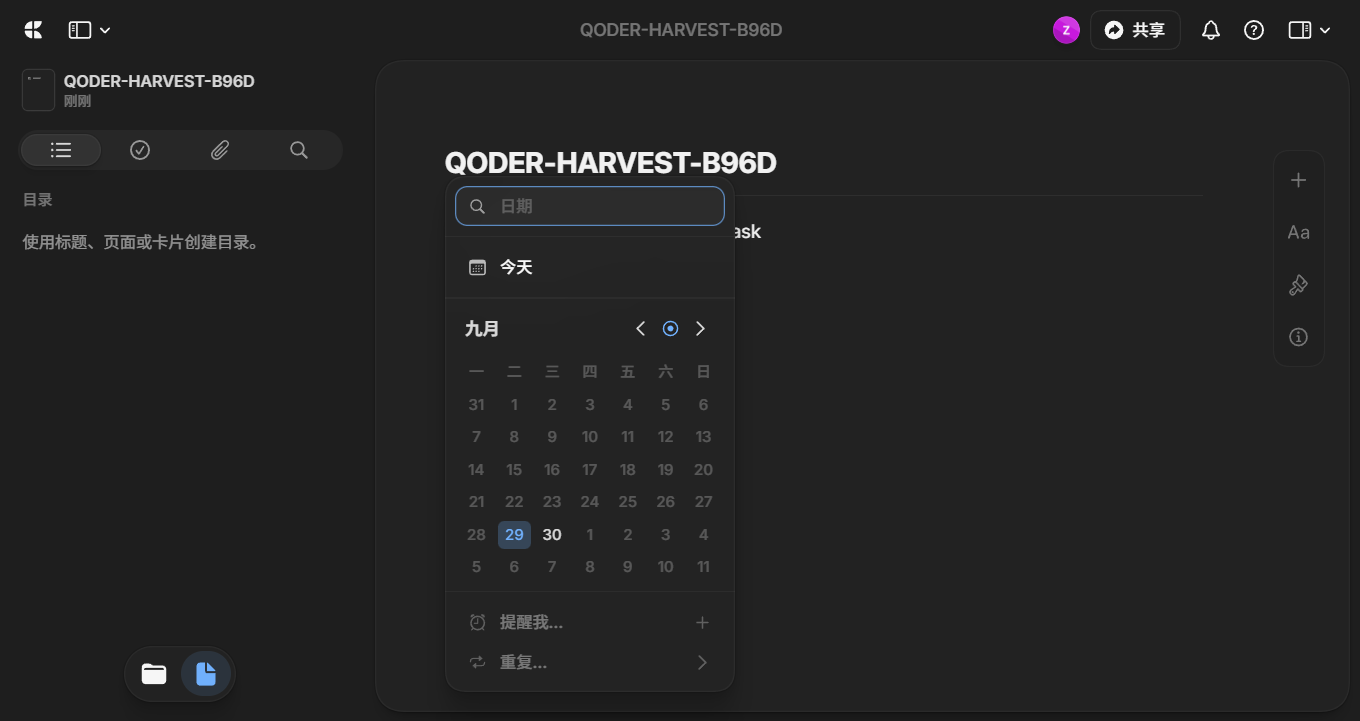 QODER-HARVEST-B96D
Z
共享
QODER-HARVEST-B96D
刚刚
目录
使用标题、页面或卡片创建目录。
QODER-HARVEST-B96D
日期
ask
今天
九月
一 二 三 四 五 六 日
31 1 2 3 4 5 6
7 8 9 10 11 12 13
14 15 16 17 18 19 20
21 22 23 24 25 26 27
28 29 30 1 2 3 4
5 6 7 8 9 10 11
提醒我...
重复...
Aa